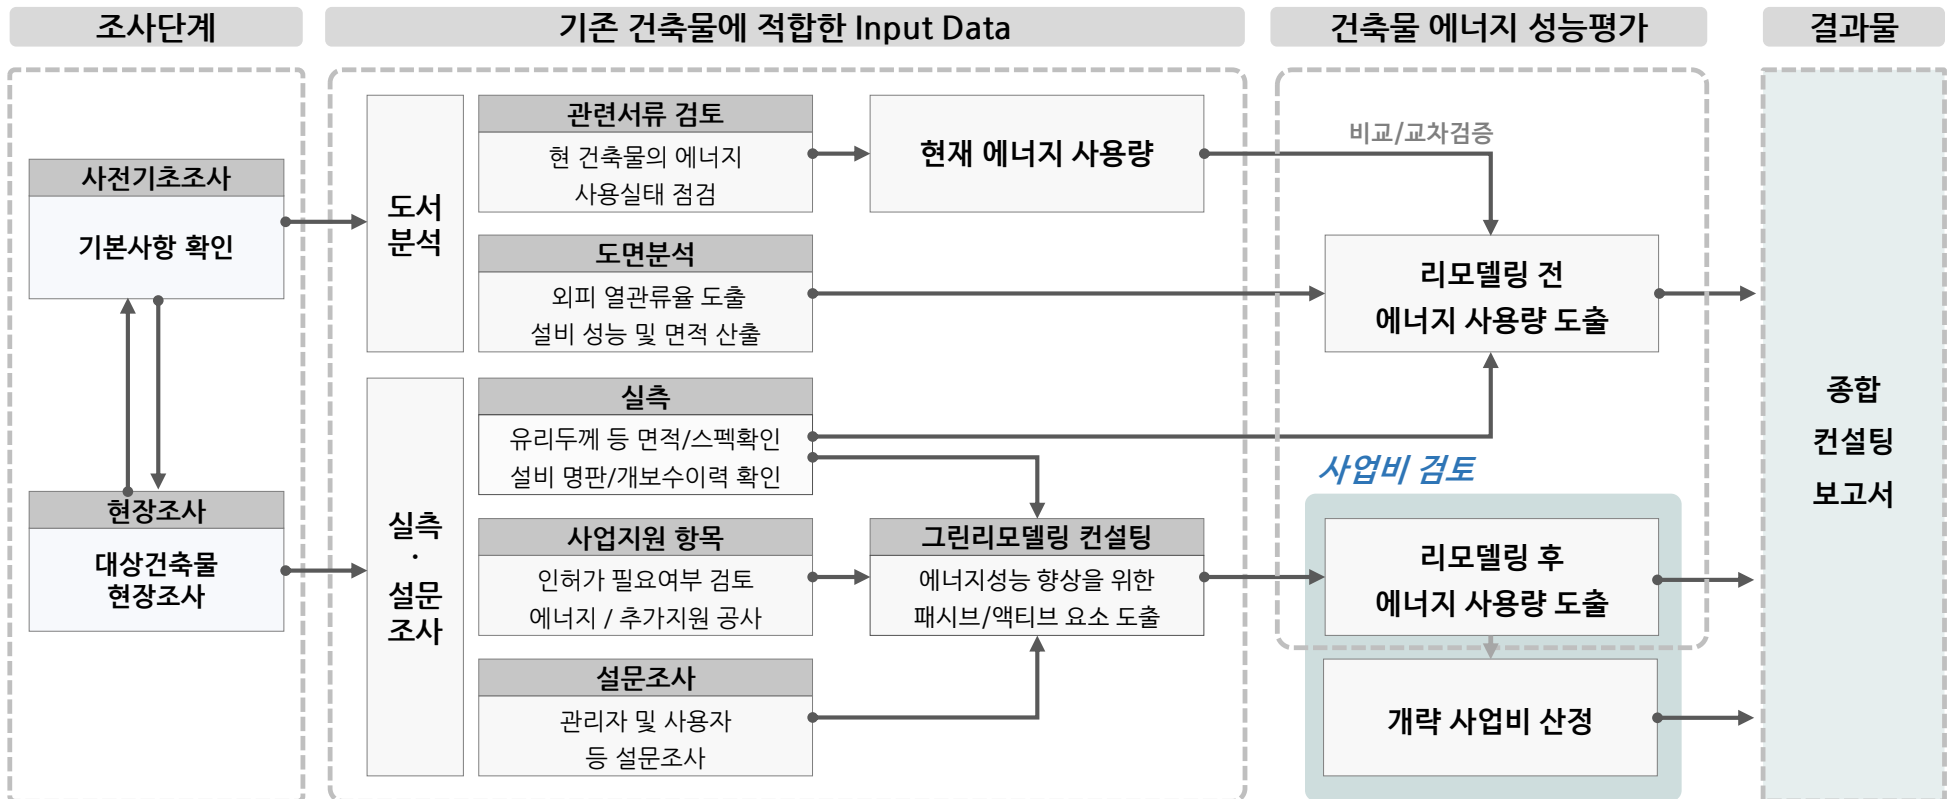 조사단계
기존 건축물에 적합한 Input Data
건축물 에너지 성능평가
결과물
사전기초조사
기본사항 확인
현장조사
대상건축물
현장조사
도서
분석
관련서류 검토
현 건축물의 에너지
사용실태 점검
현재 에너지 사용량
도면분석
외피 열관류율 도출
설비 성능 및 면적 산출
실측
·
설문
조사
실측
유리두께 등 면적/스펙확인
설비 명판/개보수이력 확인
사업지원 항목
인허가 필요여부 검토
에너지 / 추가지원 공사
그린리모델링 컨설팅
에너지성능 향상을 위한
패시브/액티브 요소 도출
설문조사
관리자 및 사용자
등 설문조사
비교/교차검증
리모델링 전
에너지 사용량 도출
사업비 검토
리모델링 후
에너지 사용량 도출
개략 사업비 산정
종합
컨설팅
보고서